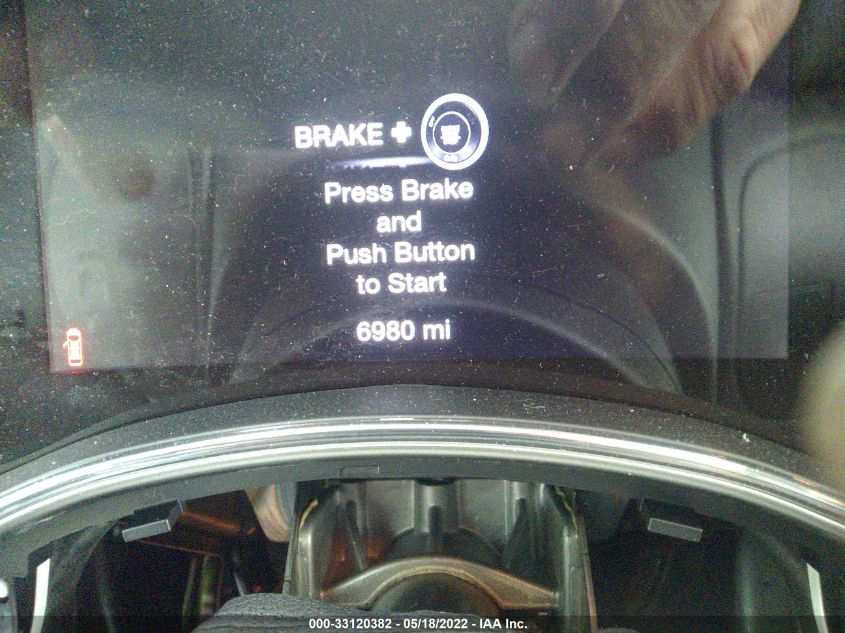 BRAKE +
Press Brake
and
Push Button
to Start
6980 mi
000-33120382 - 05/18/2022 - IAA Inc.